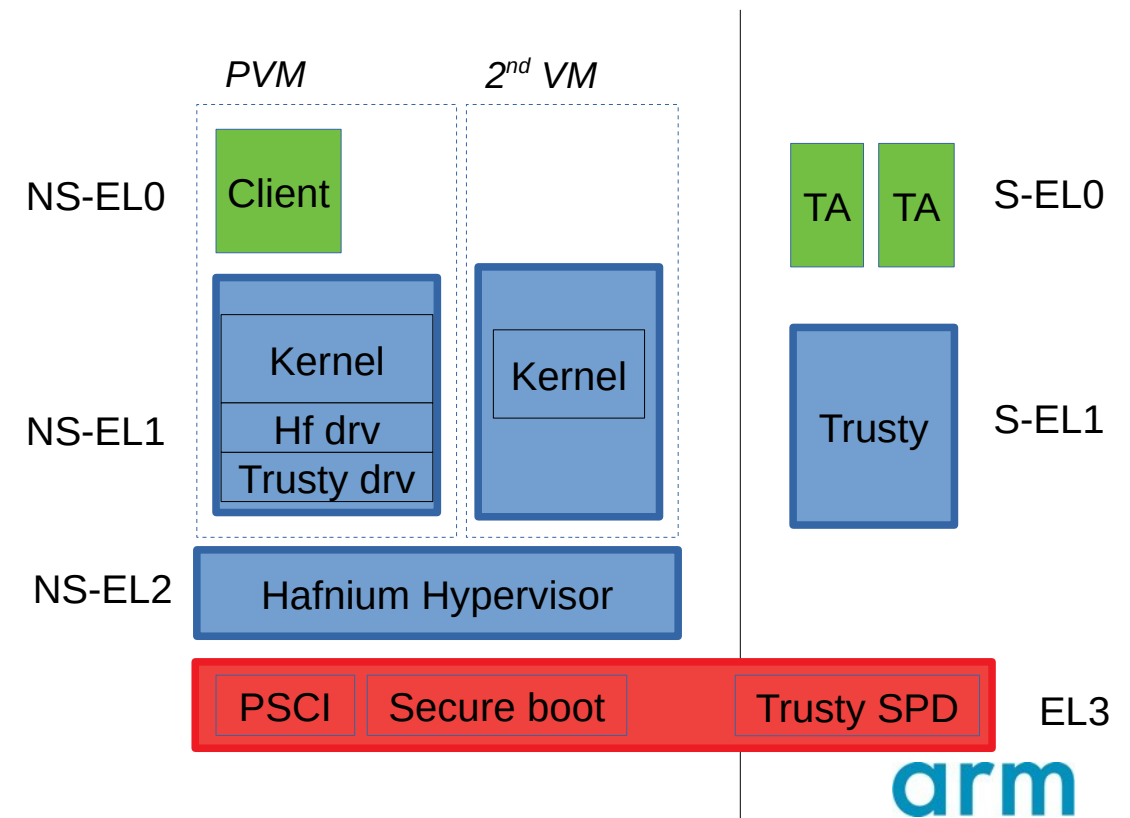 PVM
2nd VM
NS-EL0
Client
TA
TA
S-EL0
Kernel
Kernel
NS-EL1
Hf drv
Trusty drv
Trusty
S-EL1
NS-EL2
Hafnium Hypervisor
PSCI
Secure boot
Trusty SPD
EL3
arm